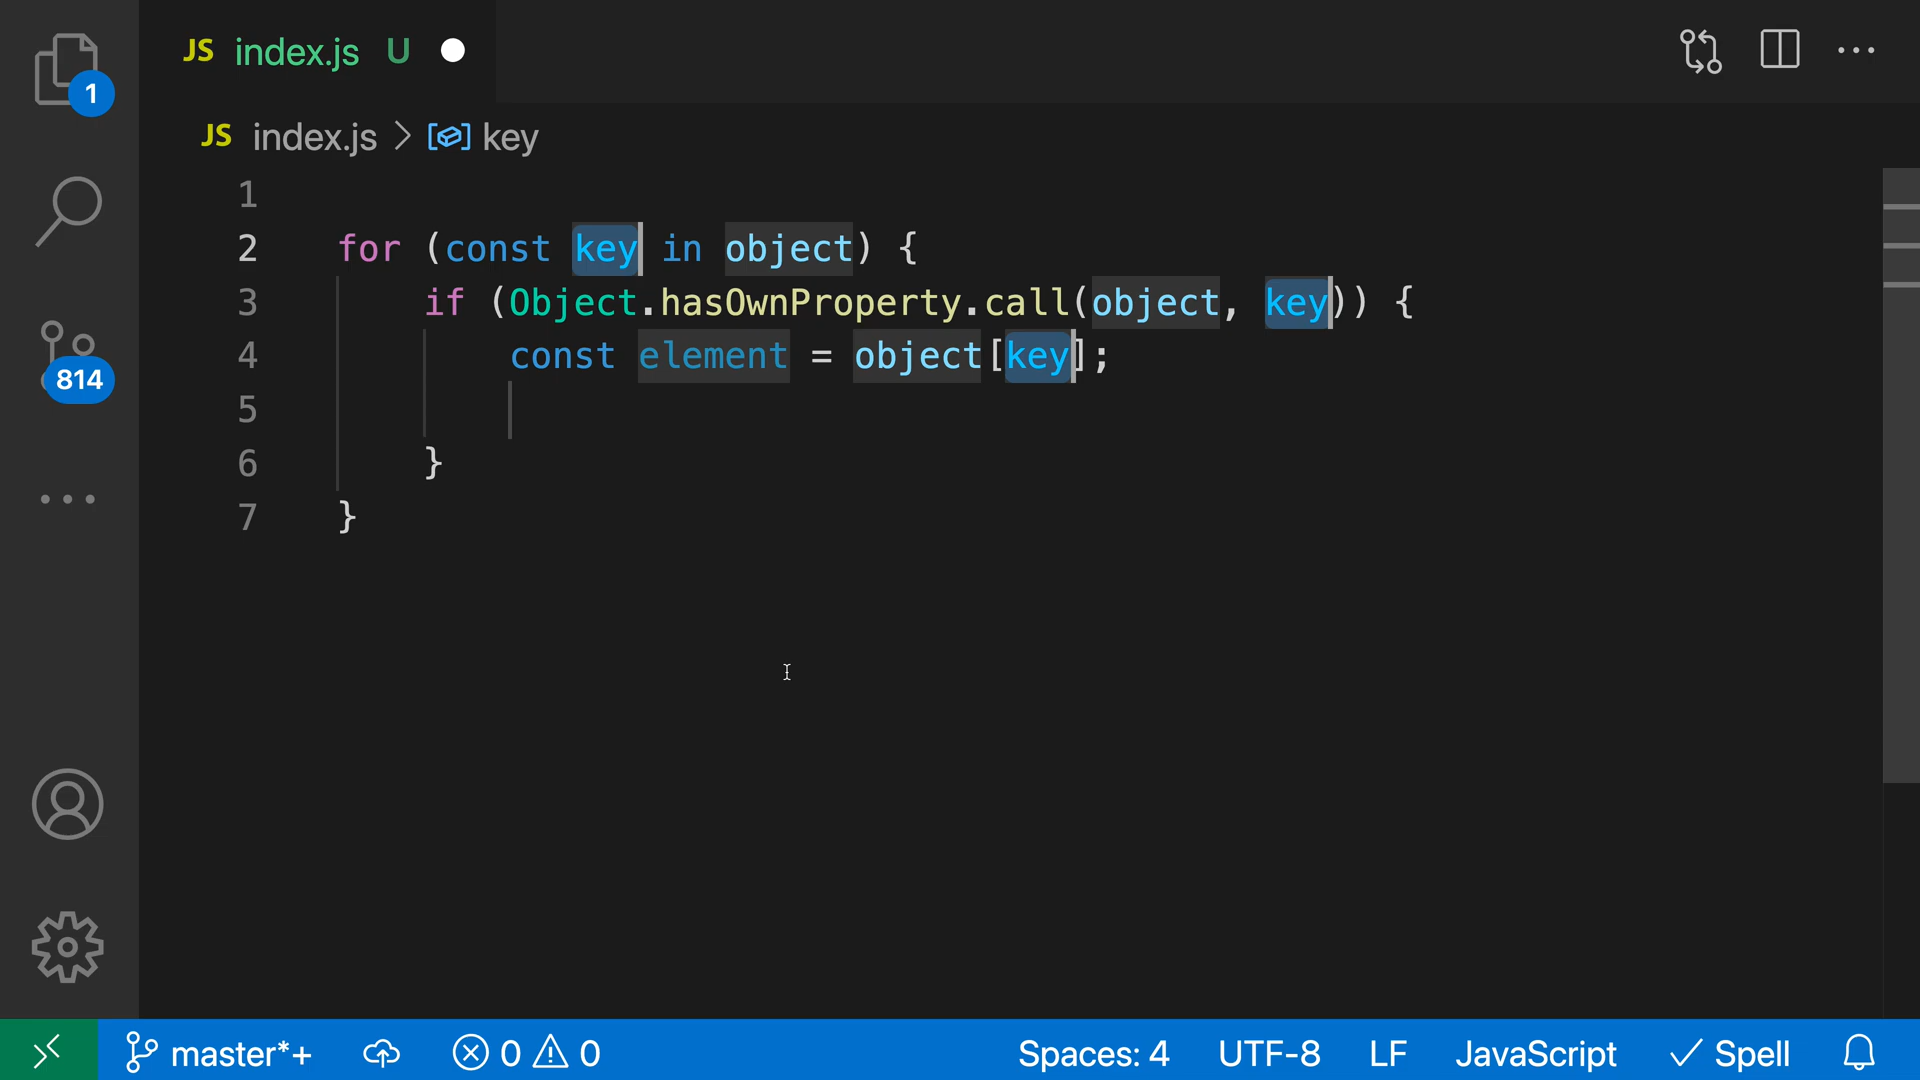 JS index.js U
JS index.js > key
1
2 for (const key in object) {
3 if (Object.hasOwnProperty.call(object, key)) {
4 const element = object[key];
5
6 }
7 }
1
814
master*+ 0 0 Spaces: 4 UTF-8 LF JavaScript Spell